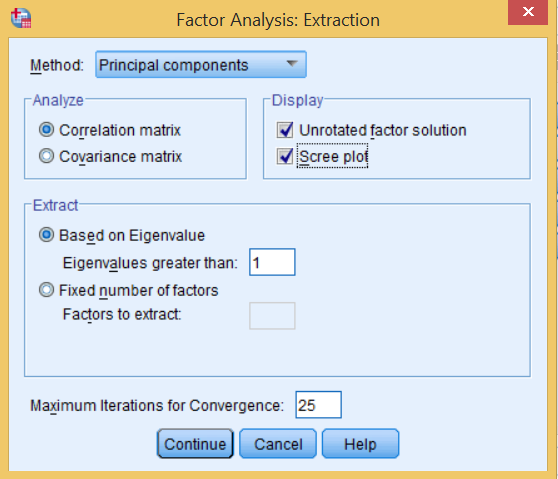 Factor Analysis: Extraction
Method: Principal components
Analyze
Correlation matrix
Covariance matrix
Display
Unrotated factor solution
Scree plot
Extract
Based on Eigenvalue
Eigenvalues greater than: 1
Fixed number of factors
Factors to extract:
Maximum Iterations for Convergence: 25
Continue Cancel Help